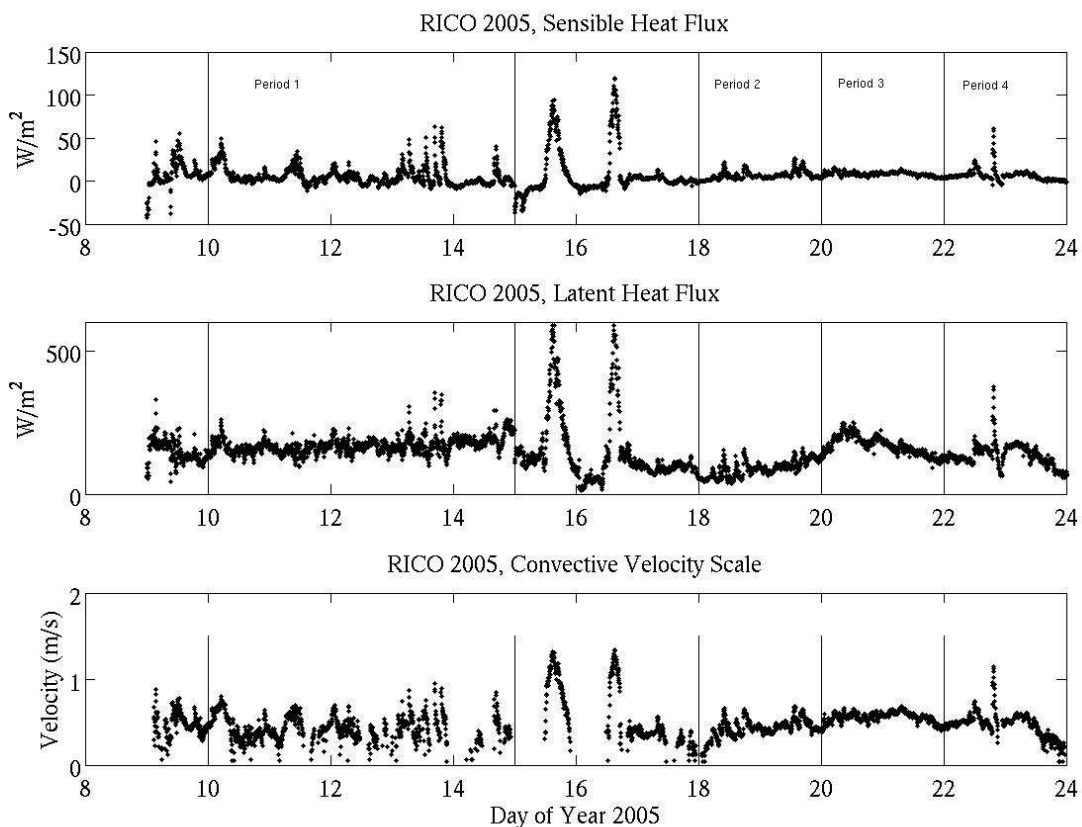 RICO 2005, Sensible Heat Flux
150
100
50
0
-50
W/m²
Period 1
Period 2
Period 3
Period 4
8 10 12 14 16 18 20 22 24
RICO 2005, Latent Heat Flux
500
0
W/m²
8 10 12 14 16 18 20 22 24
RICO 2005, Convective Velocity Scale
2
1
0
Velocity (m/s)
8 10 12 14 16 18 20 22 24
Day of Year 2005